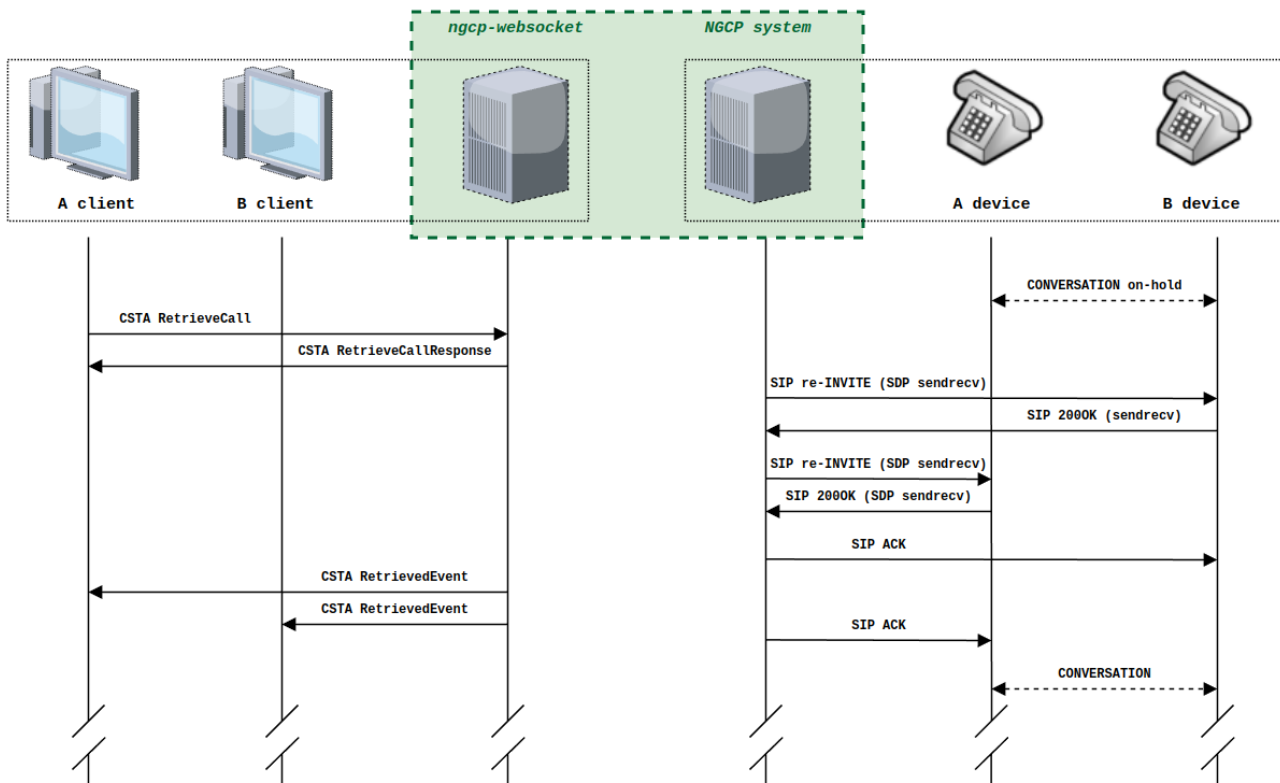 ngcp-websocket
NGCP system
A client
B client
A device
B device
CONVERSATION on-hold
CSTA RetrieveCall
CSTA RetrieveCallResponse
SIP re-INVITE (SDP sendrecv)
SIP 200OK (sendrecv)
SIP re-INVITE (SDP sendrecv)
SIP 200OK (SDP sendrecv)
SIP ACK
CSTA RetrievedEvent
CSTA RetrievedEvent
SIP ACK
CONVERSATION